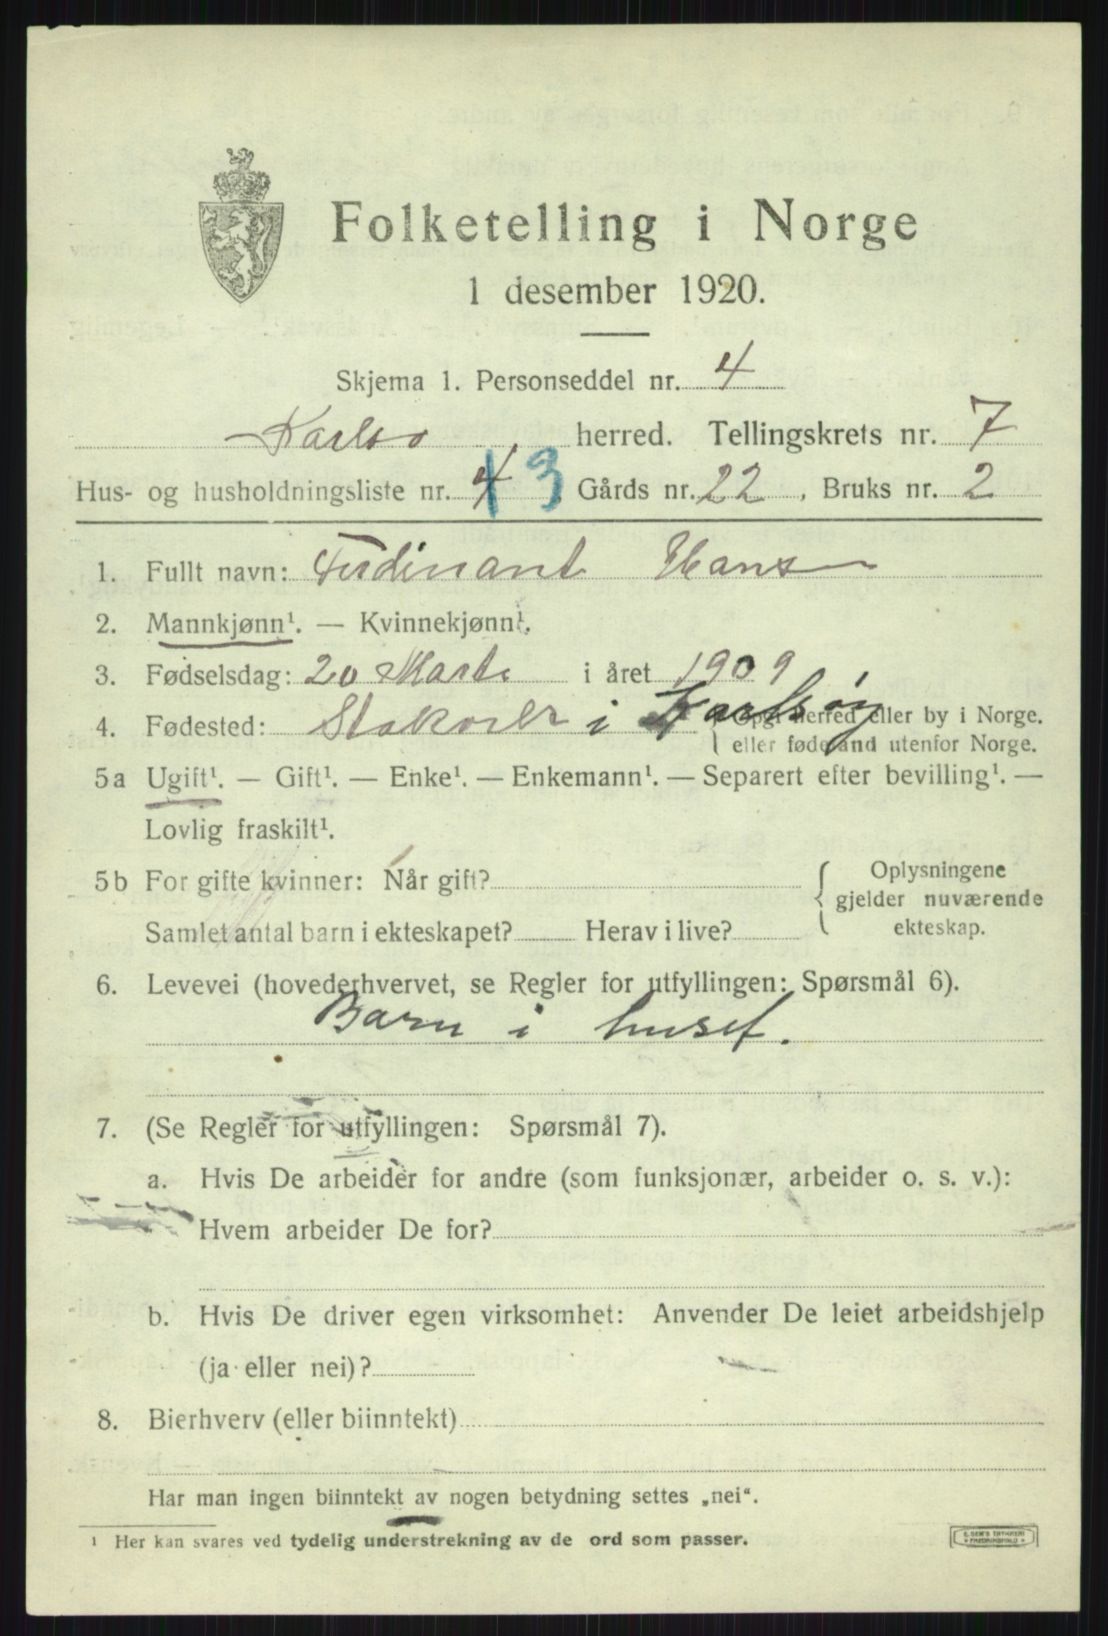 Folketelling i Norge
1 desember 1920.
Skjema 1. Personseddel nr. 4
Karlsø herred. Tellingskrets nr. 7
Hus- og husholdningsliste nr. 4 3 Gårds nr. 22, Bruks nr. 2
1. Fullt navn: Ferdinant Hansen
2. Mannkjønn¹. — Kvinnekjønn¹.
3. Fødselsdag: 20 Marts i året 1909
4. Fødested: i Karlsøy { Opgi herred eller by i Norge.
eller fødeland utenfor Norge.
5a Ugift¹. — Gift¹. — Enke¹. — Enkemann¹. — Separert efter bevilling¹. —
Lovlig fraskilt¹.
5b For gifte kvinner: Når gift? { Oplysningene
gjelder nuværende
Samlet antal barn i ekteskapet? Herav i live? ekteskap.
6. Levevei (hovederhvervet, se Regler for utfyllingen: Spørsmål 6).
Barn i huset.
7. (Se Regler for utfyllingen: Spørsmål 7).
a. Hvis De arbeider for andre (som funksjonær, arbeider o. s. v.):
Hvem arbeider De for?
b. Hvis De driver egen virksomhet: Anvender De leiet arbeidshjelp
(ja eller nei)?
8. Bierhverv (eller biinntekt)
Har man ingen biinntekt av nogen betydning settes „nei“.
¹ Her kan svares ved tydelig understrekning av de ord som passer.